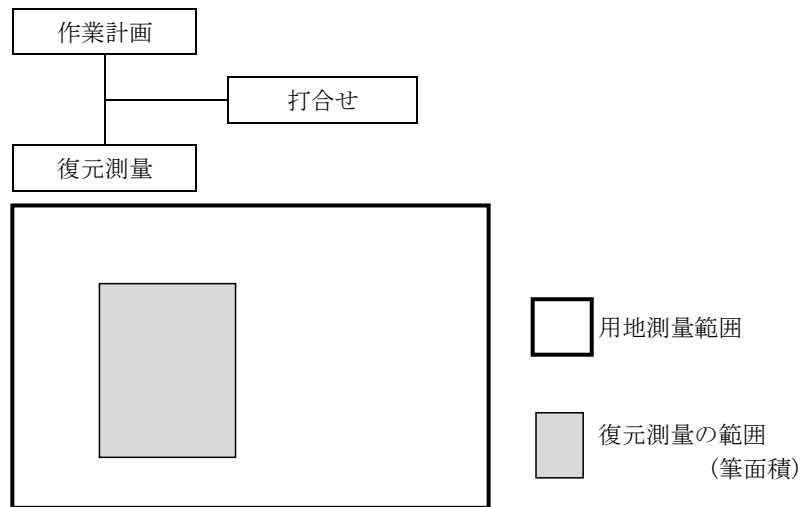 作業計画
打合せ
復元測量
用地測量範囲
復元測量の範囲
（筆面積）